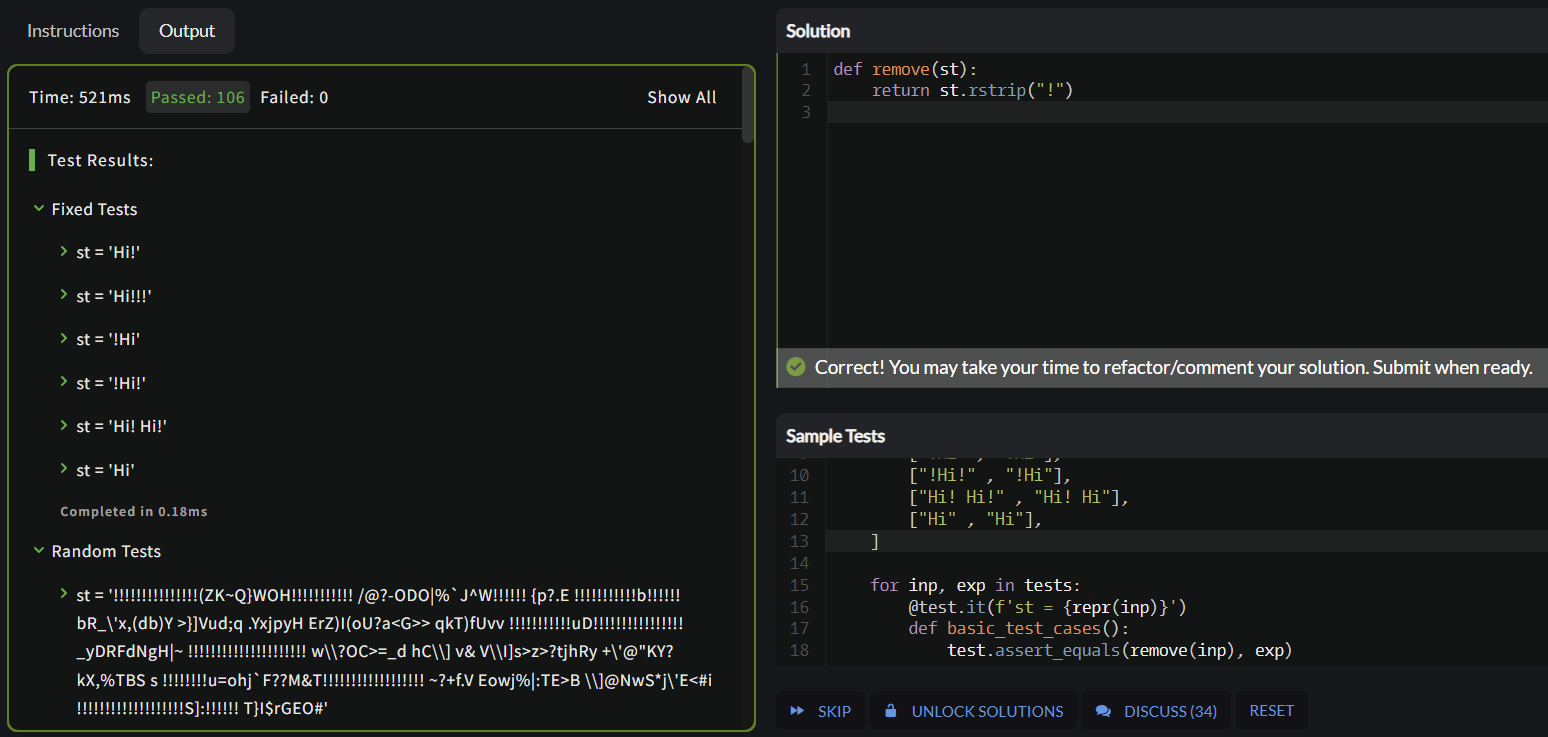 Instructions
Output
Time: 521ms Passed: 106 Failed: 0 Show All
Test Results:
Fixed Tests
st = 'Hi!'
st = 'Hi!!!'
st = '!Hi'
st = '!Hi!'
st = 'Hi! Hi!'
st = 'Hi'
Completed in 0.18ms
Random Tests
st = '!!!!!!!!!!!!!!!(ZK~Q}WOH!!!!!!!!!!! /@?-ODO|%`J^W!!!!!! {p?.E !!!!!!!!!!!b!!!!!!
bR_\'x,(db)Y >}]Vud;q .YxjpyH ErZ)I(oU?a<G>> qkT)fUvv !!!!!!!!!!!uD!!!!!!!!!!!!!!!!
_yDRFdNgH|~ !!!!!!!!!!!!!!!!!!!!! w\\?OC>=_d hC\\] v& V\\I]s>z>?tjhRy +\'@"KY?
kX,%TBS s !!!!!!!!u=ohj`F??M&T!!!!!!!!!!!!!!!!!! ~?+f.V Eowj%|:TE>B \\]@NwS*j\'E<#i
!!!!!!!!!!!!!!!!!!!S]:!!!!!! T}I$rGEO#'
Solution
1 def remove(st):
2 return st.rstrip("!")
3
Correct! You may take your time to refactor/comment your solution. Submit when ready.
Sample Tests
10 ["!Hi!" , "!Hi"],
11 ["Hi! Hi!" , "Hi! Hi"],
12 ["Hi" , "Hi"],
13 ]
14
15 for inp, exp in tests:
16 @test.it(f'st = {repr(inp)}')
17 def basic_test_cases():
18 test.assert_equals(remove(inp), exp)
SKIP
UNLOCK SOLUTIONS
DISCUSS (34)
RESET